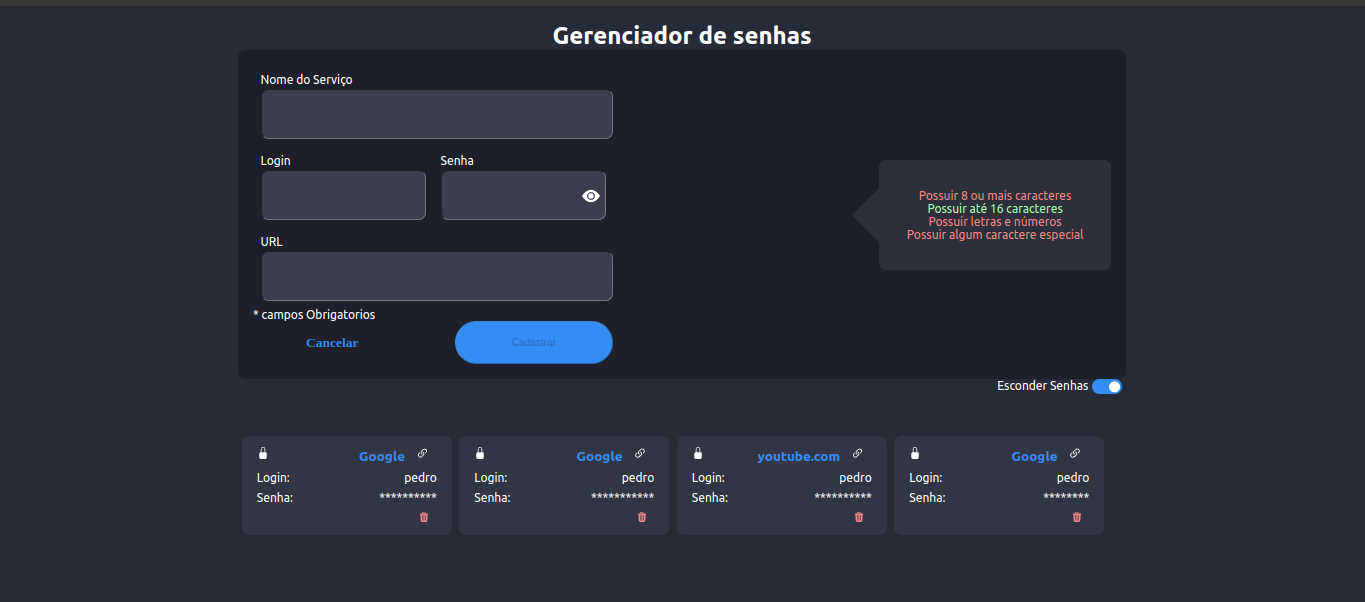 Gerenciador de senhas
Nome do Serviço
Login Senha
URL
* campos Obrigatorios
Cancelar Cadastrar
Possuir 8 ou mais caracteres
Possuir até 16 caracteres
Possuir letras e números
Possuir algum caractere especial
Esconder Senhas
Google
Login: pedro
Senha: **********
Google
Login: pedro
Senha: ***********
youtube.com
Login: pedro
Senha: **********
Google
Login: pedro
Senha: ********